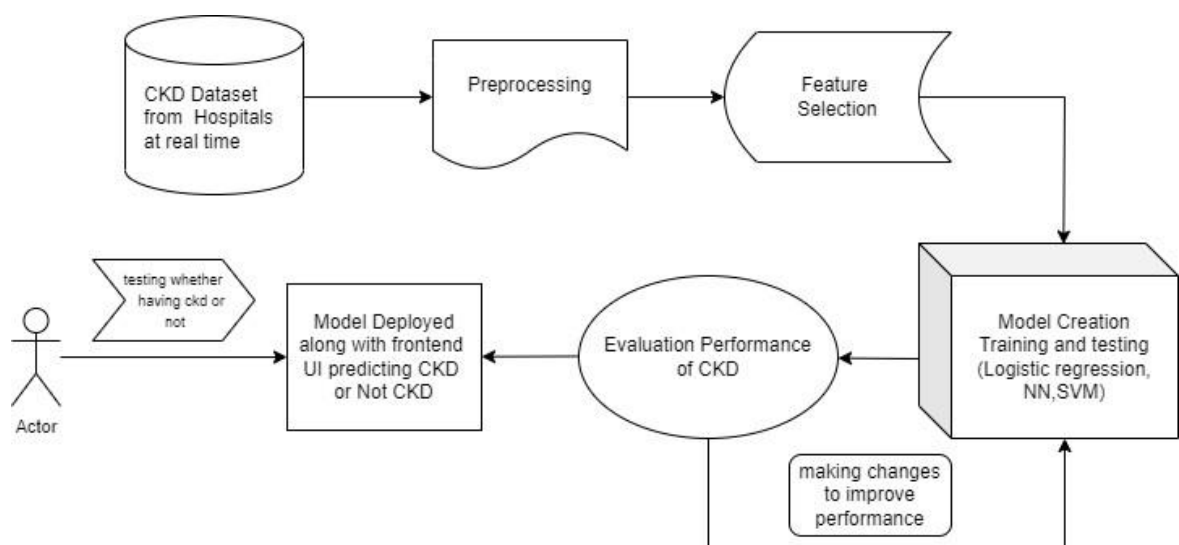 CKD Dataset
from Hospitals
at real time
Preprocessing
Feature
Selection
testing whether
having ckd or
not
Actor
Model Deployed
along with frontend
UI predicting CKD
or Not CKD
Evaluation Performance
of CKD
Model Creation
Training and testing
(Logistic regression,
NN,SVM)
making changes
to improve
performance